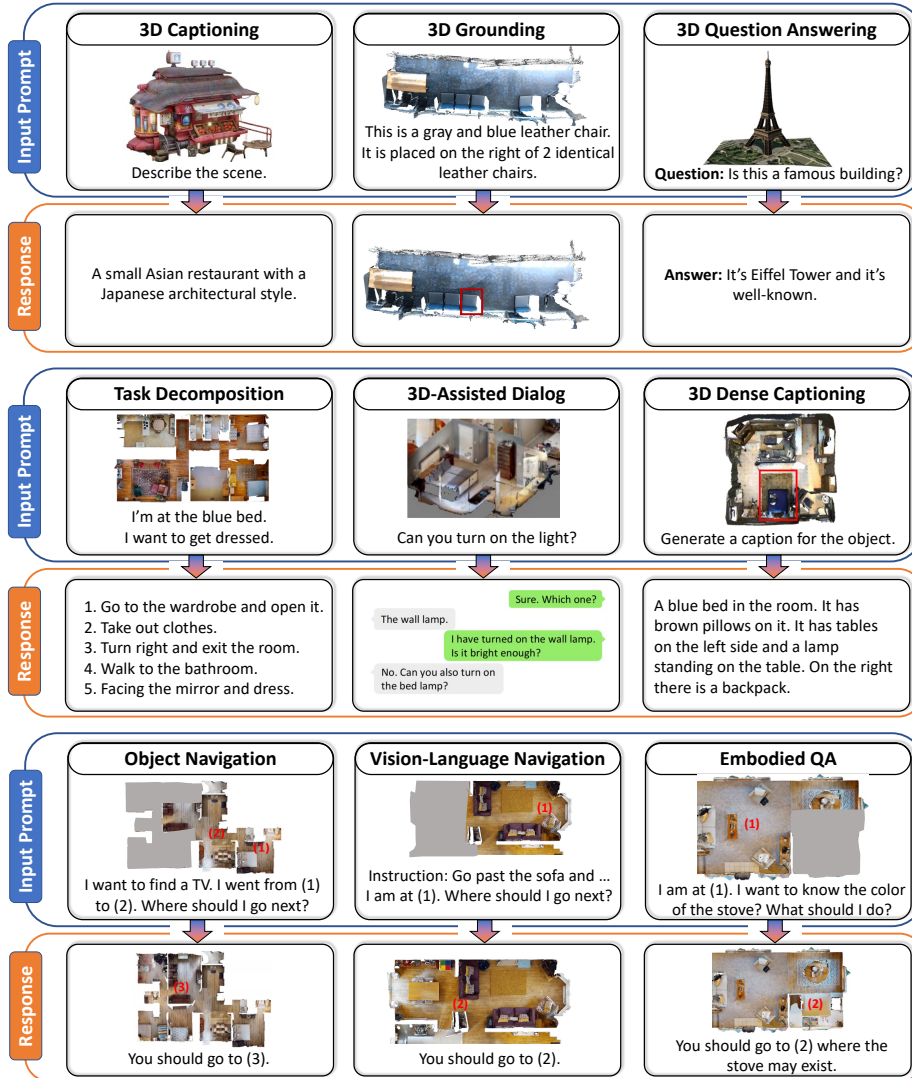 Input Prompt
3D Captioning
Describe the scene.
3D Grounding
This is a gray and blue leather chair.
It is placed on the right of 2 identical
leather chairs.
3D Question Answering
Question: Is this a famous building?
Response
A small Asian restaurant with a
Japanese architectural style.
Answer: It's Eiffel Tower and it's
well-known.
Input Prompt
Task Decomposition
I'm at the blue bed.
I want to get dressed.
3D-Assisted Dialog
Can you turn on the light?
3D Dense Captioning
Generate a caption for the object.
Response
1. Go to the wardrobe and open it.
2. Take out clothes.
3. Turn right and exit the room.
4. Walk to the bathroom.
5. Facing the mirror and dress.
Sure. Which one?
The wall lamp.
I have turned on the wall lamp.
Is it bright enough?
No. Can you also turn on
the bed lamp?
A blue bed in the room. It has
brown pillows on it. It has tables
on the left side and a lamp
standing on the table. On the right
there is a backpack.
Input Prompt
Object Navigation
(2)
(1)
I want to find a TV. I went from (1)
to (2). Where should I go next?
Vision-Language Navigation
(1)
Instruction: Go past the sofa and …
I am at (1). Where should I go next?
Embodied QA
(1)
I am at (1). I want to know the color
of the stove? What should I do?
Response
(3)
You should go to (3).
(2)
You should go to (2).
(2)
You should go to (2) where the
stove may exist.